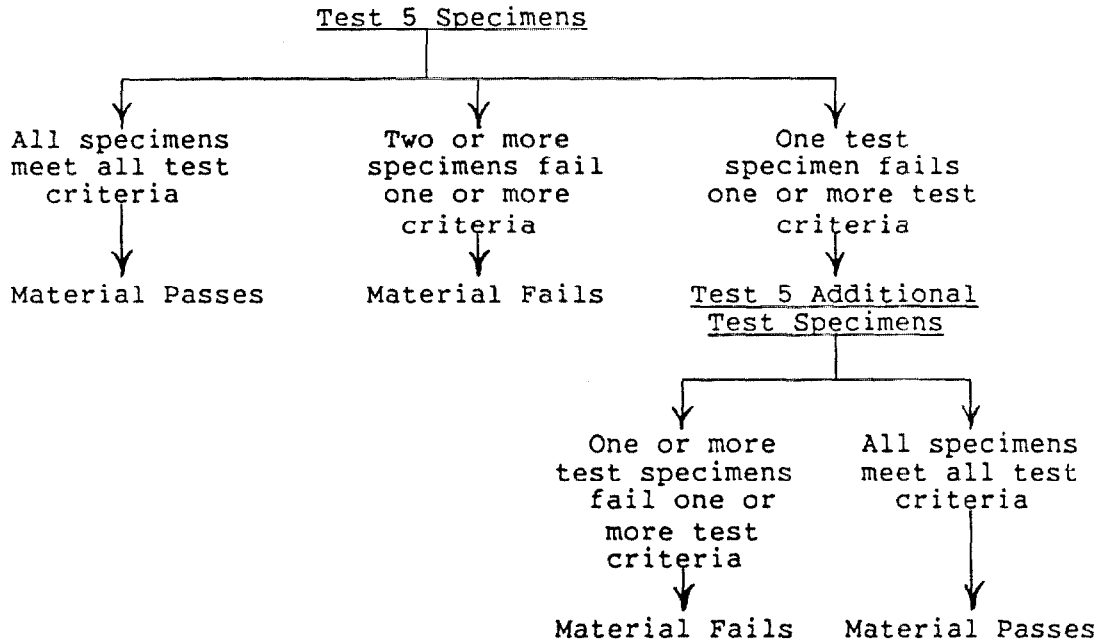 Test 5 Specimens
All specimens
meet all test
criteria
Two or more
specimens fail
one or more
criteria
One test
specimen fails
one or more test
criteria
Material Passes
Material Fails
Test 5 Additional
Test Specimens
One or more
test specimens
fail one or
more test
criteria
All specimens
meet all test
criteria
Material Fails
Material Passes